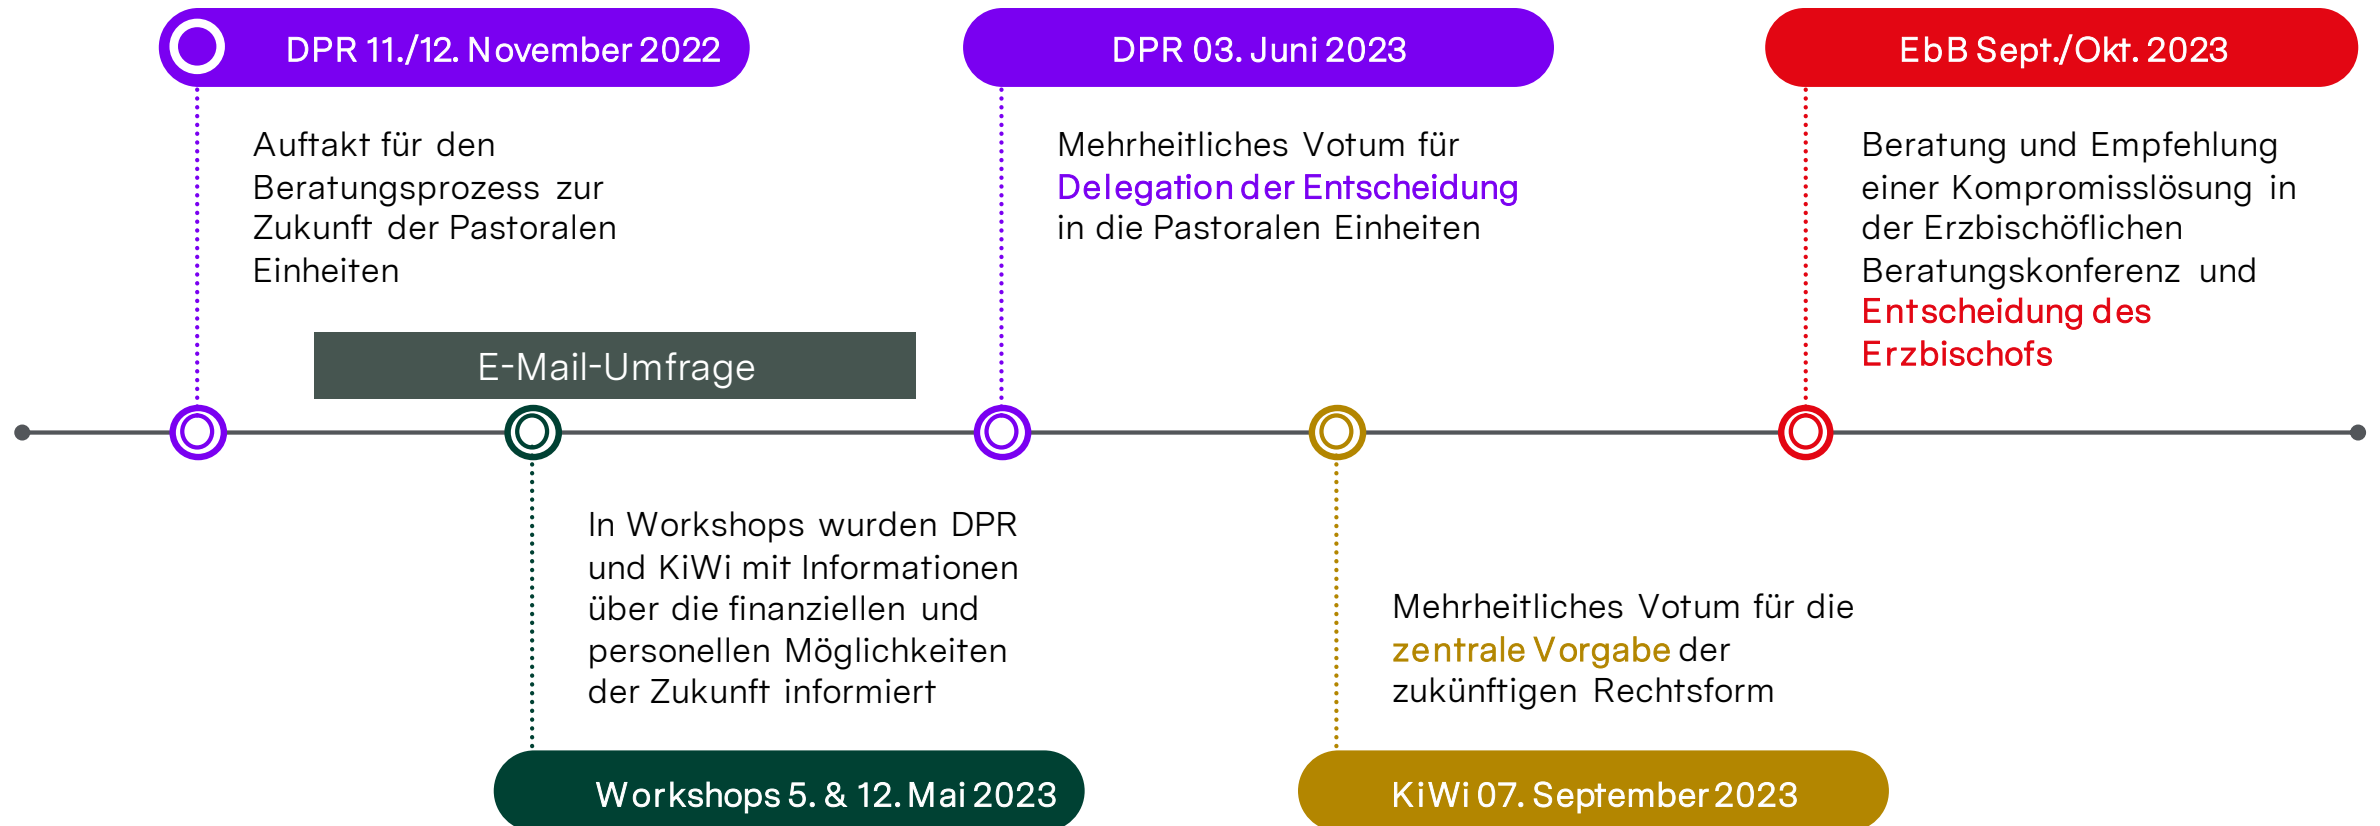 DPR 11./12. November 2022
Auftakt für den
Beratungsprozess zur
Zukunft der Pastoralen
Einheiten
E-Mail-Umfrage
In Workshops wurden DPR
und KiWi mit Informationen
über die finanziellen und
personellen Möglichkeiten
der Zukunft informiert
Workshops 5. & 12. Mai 2023
DPR 03. Juni 2023
Mehrheitliches Votum für
Delegation der Entscheidung
in die Pastoralen Einheiten
Mehrheitliches Votum für die
zentrale Vorgabe der
zukünftigen Rechtsform
KiWi 07. September 2023
EbB Sept./Okt. 2023
Beratung und Empfehlung
einer Kompromisslösung in
der Erzbischöflichen
Beratungskonferenz und
Entscheidung des
Erzbischofs